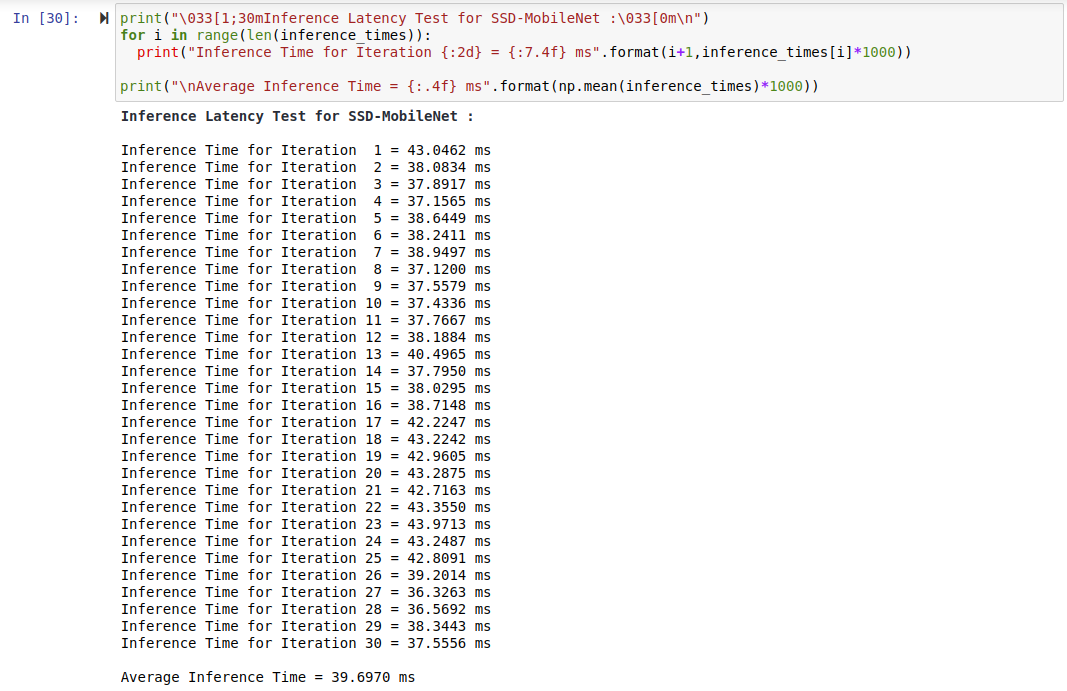 In [30]:
print("\033[1;30mInference Latency Test for SSD-MobileNet :\033[0m\n")
for i in range(len(inference_times)):
  print("Inference Time for Iteration {:2d} = {:7.4f} ms".format(i+1,inference_times[i]*1000))

print("\nAverage Inference Time = {:.4f} ms".format(np.mean(inference_times)*1000))
Inference Latency Test for SSD-MobileNet :

Inference Time for Iteration  1 = 43.0462 ms
Inference Time for Iteration  2 = 38.0834 ms
Inference Time for Iteration  3 = 37.8917 ms
Inference Time for Iteration  4 = 37.1565 ms
Inference Time for Iteration  5 = 38.6449 ms
Inference Time for Iteration  6 = 38.2411 ms
Inference Time for Iteration  7 = 38.9497 ms
Inference Time for Iteration  8 = 37.1200 ms
Inference Time for Iteration  9 = 37.5579 ms
Inference Time for Iteration 10 = 37.4336 ms
Inference Time for Iteration 11 = 37.7667 ms
Inference Time for Iteration 12 = 38.1884 ms
Inference Time for Iteration 13 = 40.4965 ms
Inference Time for Iteration 14 = 37.7950 ms
Inference Time for Iteration 15 = 38.0295 ms
Inference Time for Iteration 16 = 38.7148 ms
Inference Time for Iteration 17 = 42.2247 ms
Inference Time for Iteration 18 = 43.2242 ms
Inference Time for Iteration 19 = 42.9605 ms
Inference Time for Iteration 20 = 43.2875 ms
Inference Time for Iteration 21 = 42.7163 ms
Inference Time for Iteration 22 = 43.3550 ms
Inference Time for Iteration 23 = 43.9713 ms
Inference Time for Iteration 24 = 43.2487 ms
Inference Time for Iteration 25 = 42.8091 ms
Inference Time for Iteration 26 = 39.2014 ms
Inference Time for Iteration 27 = 36.3263 ms
Inference Time for Iteration 28 = 36.5692 ms
Inference Time for Iteration 29 = 38.3443 ms
Inference Time for Iteration 30 = 37.5556 ms

Average Inference Time = 39.6970 ms